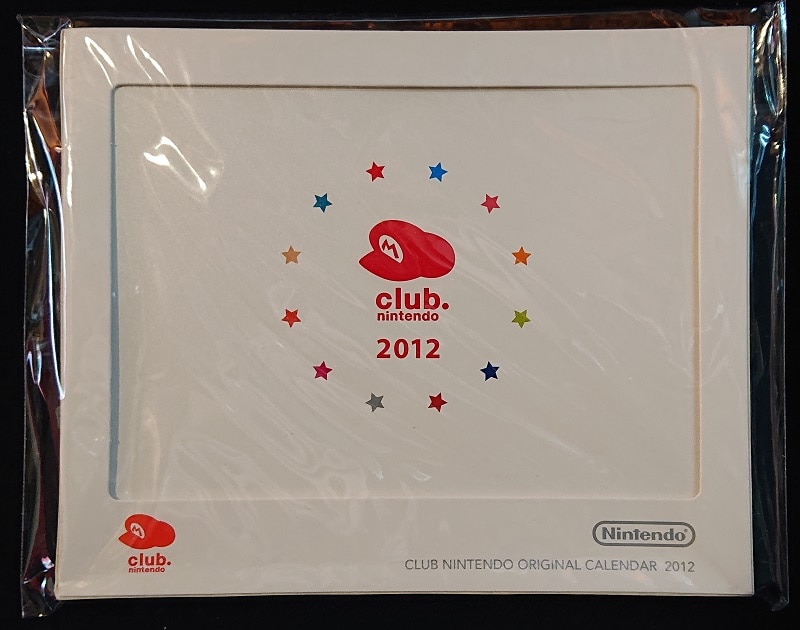 M
club.
nintendo
2012
M
club.
nintendo
Nintendo®
CLUB NINTENDO ORIGINAL CALENDAR 2012